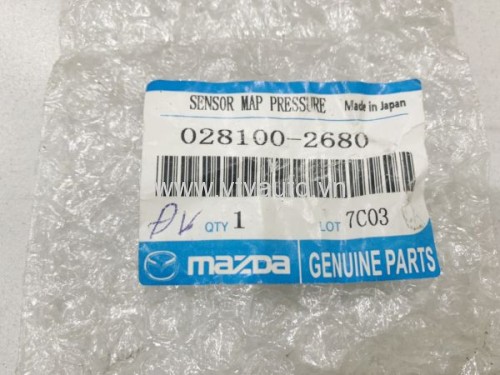 SENSOR MAP PRESSURE Made in Japan
028100-2680
www.vivauto.vn
QTY 1 LOT 7C03
mazda GENUINE PARTS